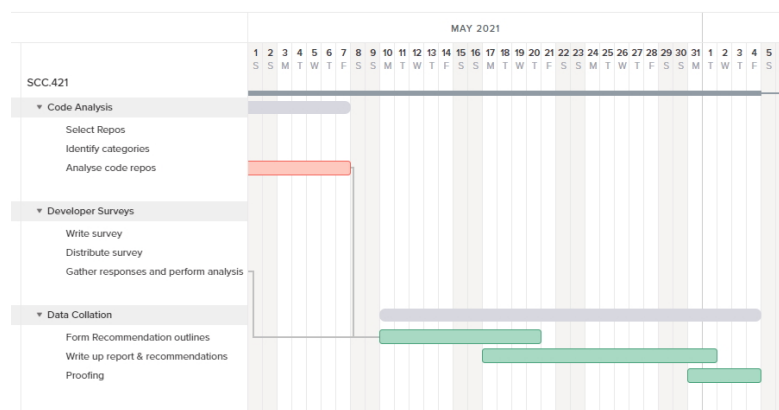 MAY 2021
1 2 3 4 5 6 7 8 9 10 11 12 13 14 15 16 17 18 19 20 21 22 23 24 25 26 27 28 29 30 31 1 2 3 4 5
S S M T W T F S S M T W T F S S M T W T F S S M T W T F S S M T W T F S
SCC.421
Code Analysis
Select Repos
Identify categories
Analyse code repos
Developer Surveys
Write survey
Distribute survey
Gather responses and perform analysis
Data Collation
Form Recommendation outlines
Write up report & recommendations
Proofing